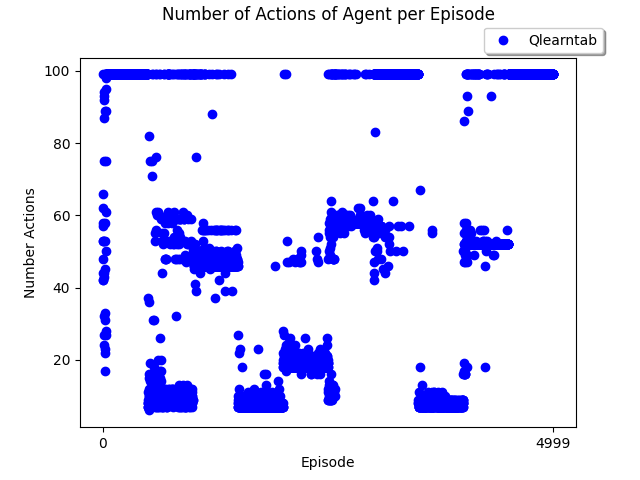 Number of Actions of Agent per Episode
Qlearntab
100
80
60
40
20
Number Actions
0
4999
Episode